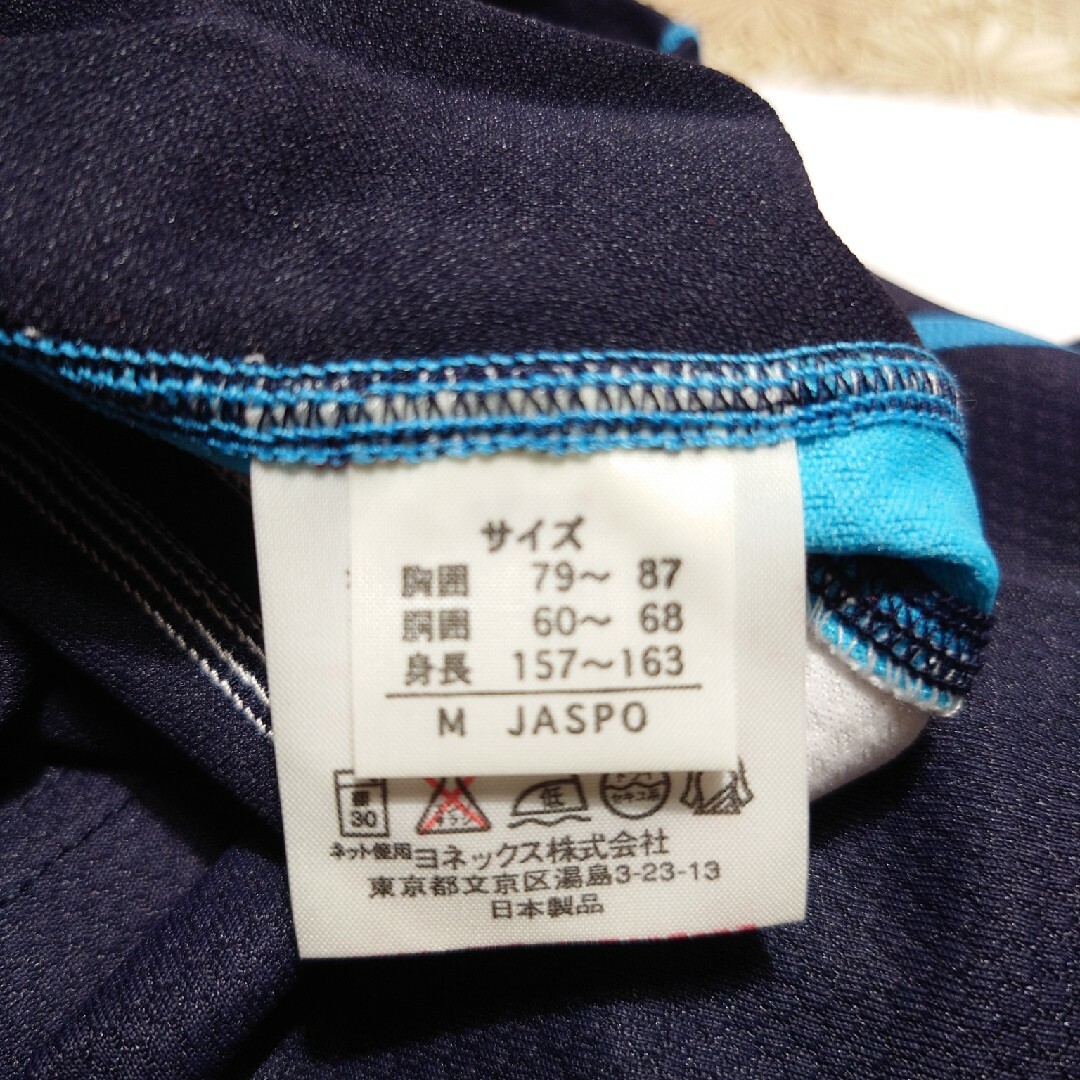 サイズ
胸囲 79〜 87
胴囲 60〜 68
身長 157〜163
M JASPO
30
低
ネット使用
ヨネックス株式会社
東京都文京区湯島3-23-13
日本製品